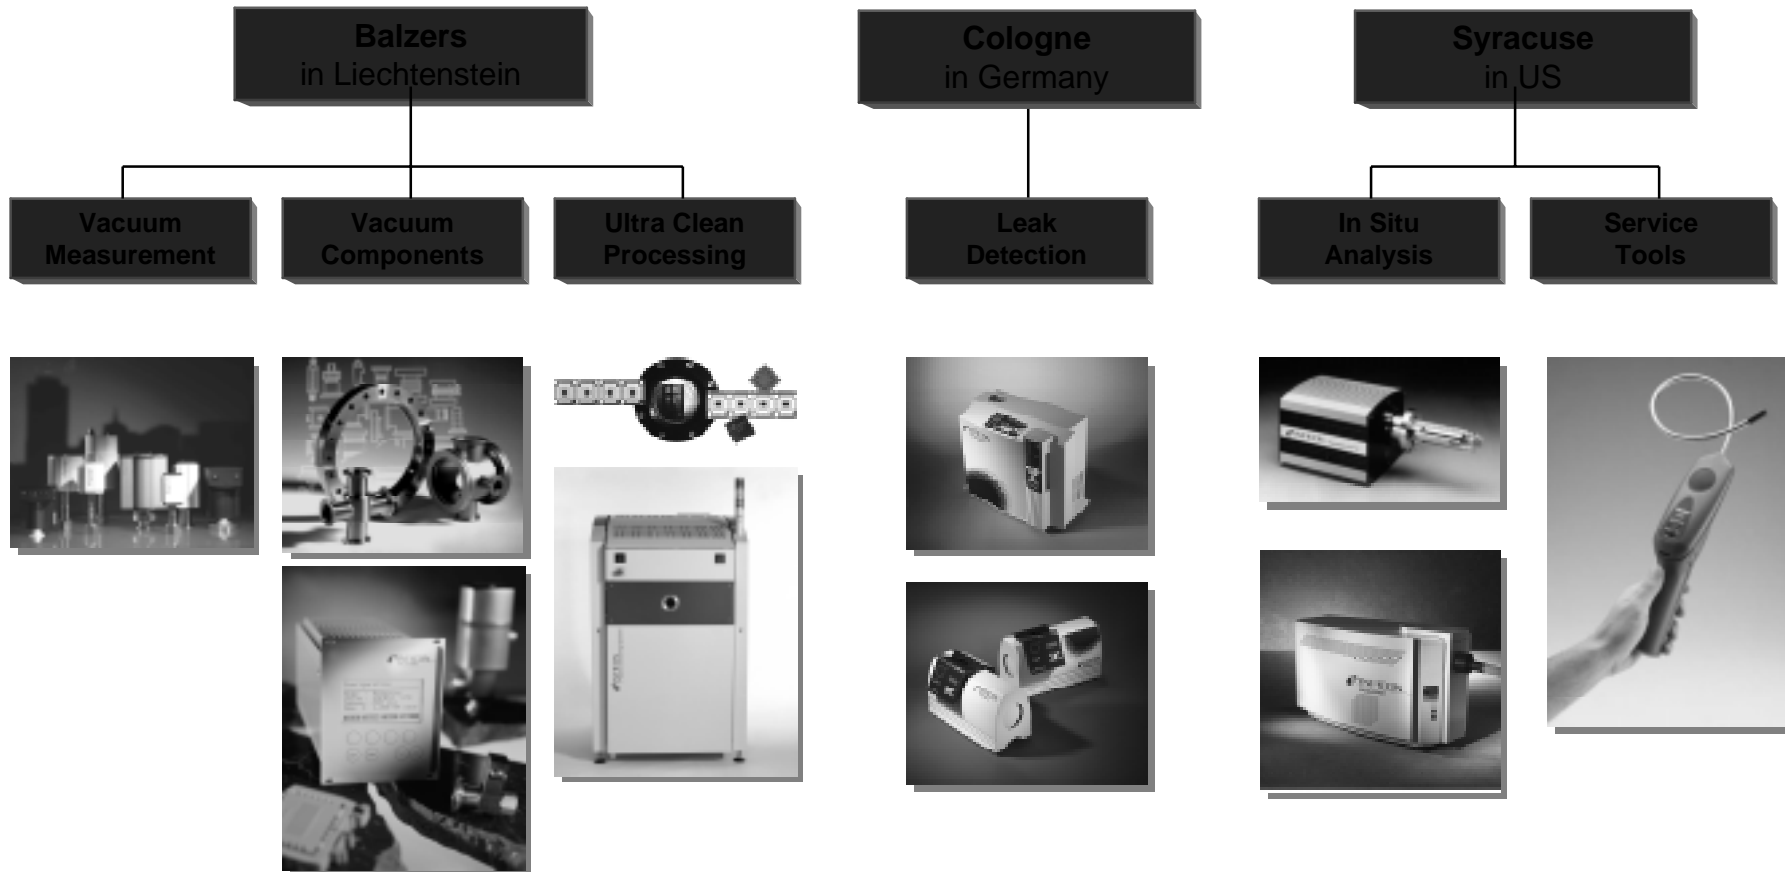 Balzers
in Liechtenstein
Cologne
in Germany
Syracuse
in US
Vacuum
Measurement
Vacuum
Components
Ultra Clean
Processing
Leak
Detection
In Situ
Analysis
Service
Tools